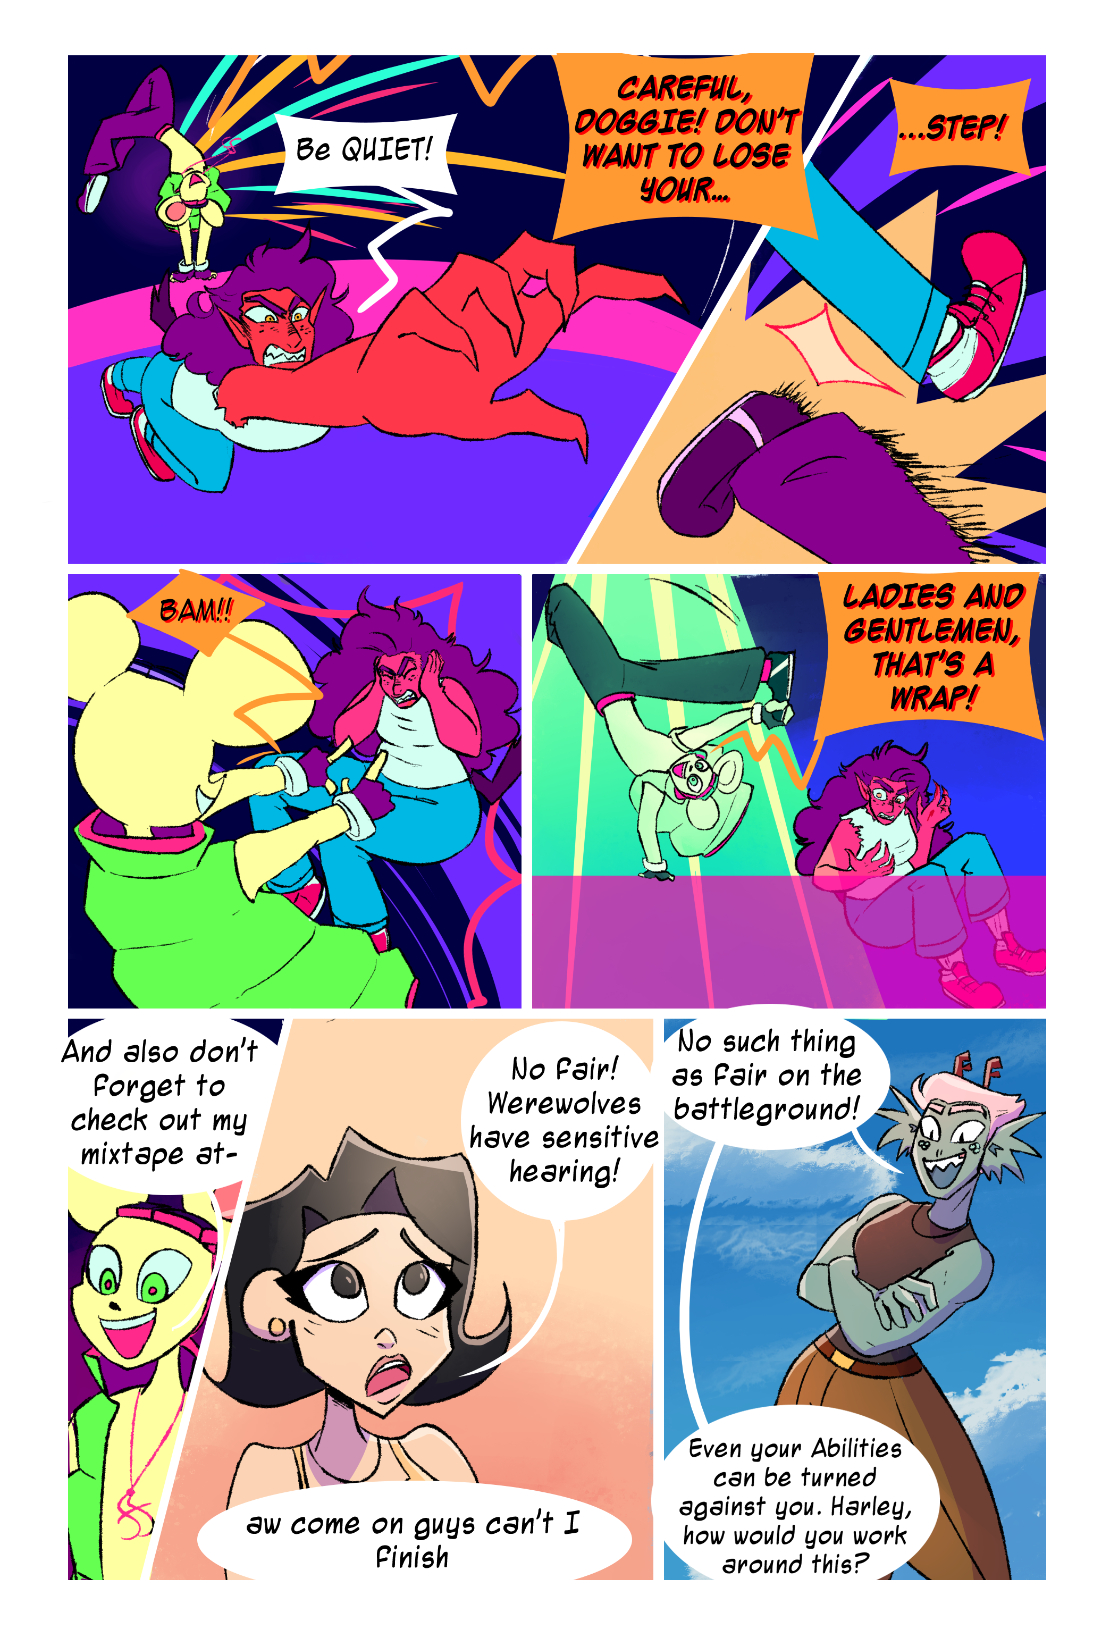 Be QUIET!
CAREFUL,
DOGGIE! DON'T
WANT TO LOSE
YOUR...
...STEP!
BAM!!
LADIES AND
GENTLEMEN,
THAT'S A
WRAP!
And also don't
forget to
check out my
mixtape at-
No fair!
Werewolves
have sensitive
hearing!
aw come on guys can't I
finish
No such thing
as fair on the
battleground!
Even your Abilities
can be turned
against you. Harley,
how would you work
around this?